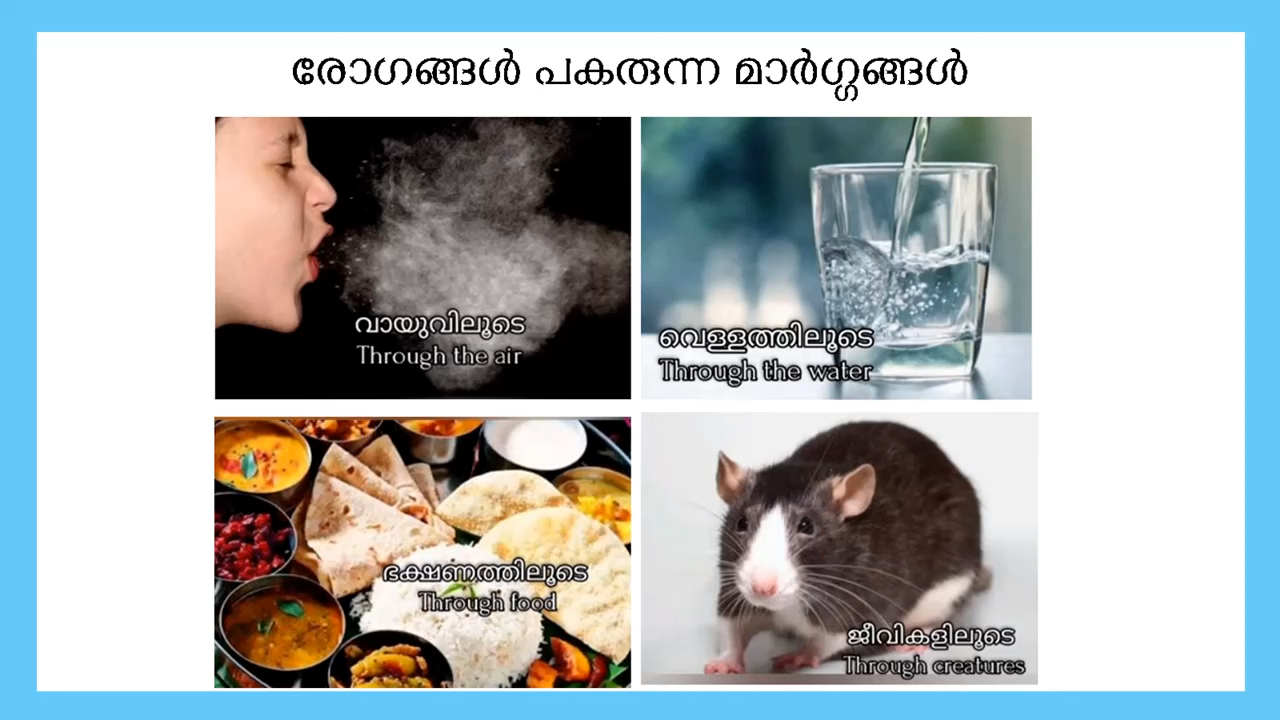 രോഗങ്ങൾ പകരുന്ന മാർഗ്ഗങ്ങൾ
വായുവിലൂടെ
Through the air
വെള്ളത്തിലൂടെ
Through the water
ഭക്ഷണത്തിലൂടെ
Through food
ജീവികളിലൂടെ
Through creatures